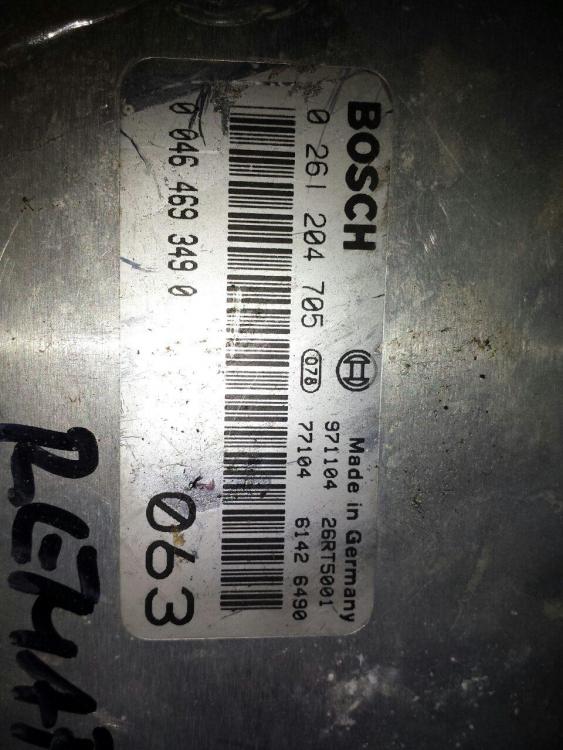 BOSCH
Made in Germany
0 261 204 705 078
971104 26RT5001
77104 6142 6490
0 046 469 349 0
063